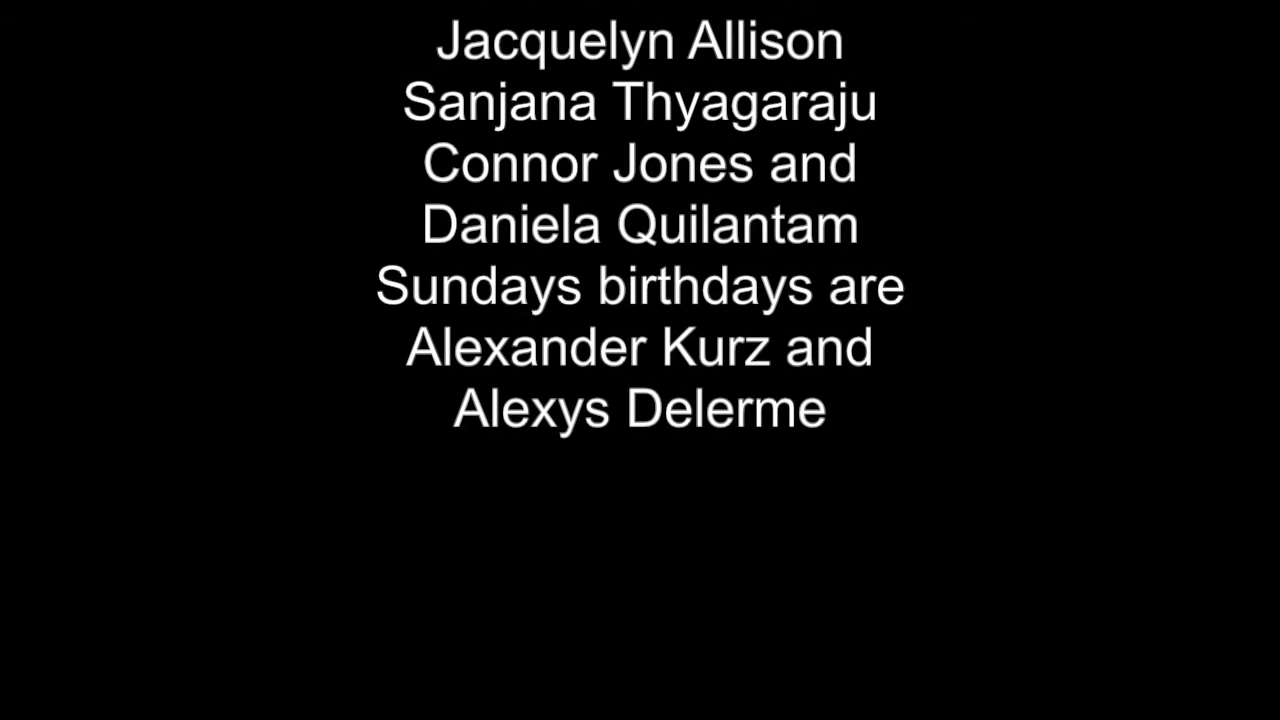 Jacquelyn Allison
Sanjana Thyagaraju
Connor Jones and
Daniela Quilantam
Sundays birthdays are
Alexander Kurz and
Alexys Delerme